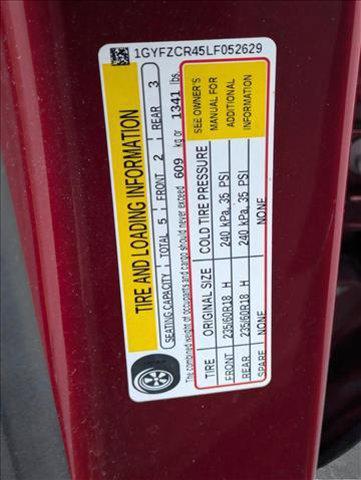 1GYFZCR45LF052629
TIRE AND LOADING INFORMATION
SEATING CAPACITY TOTAL 5 FRONT 2 REAR 3
The combined weight of occupants and cargo should never exceed 609 kg or 1341 lbs.
TIRE ORIGINAL SIZE COLD TIRE PRESSURE
FRONT 235/60R18 H 240 kPa, 35 PSI
REAR 235/60R18 H 240 kPa, 35 PSI
SPARE NONE NONE
SEE OWNER'S
MANUAL FOR
ADDITIONAL
INFORMATION